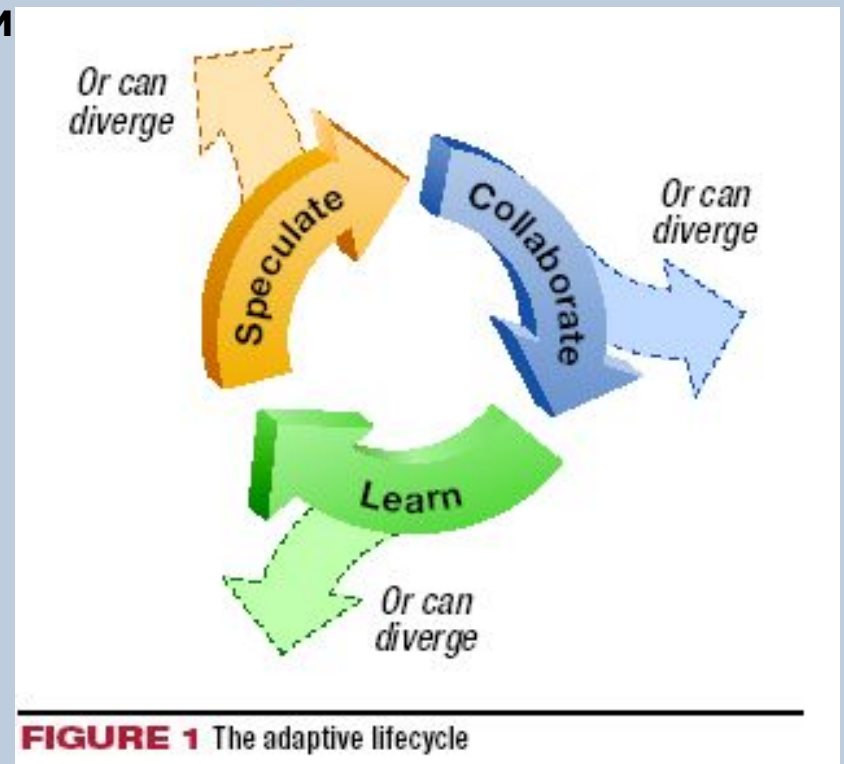 Or can
diverge
Speculate
Collaborate
Or can
diverge
Learn
Or can
diverge
FIGURE 1 The adaptive lifecycle